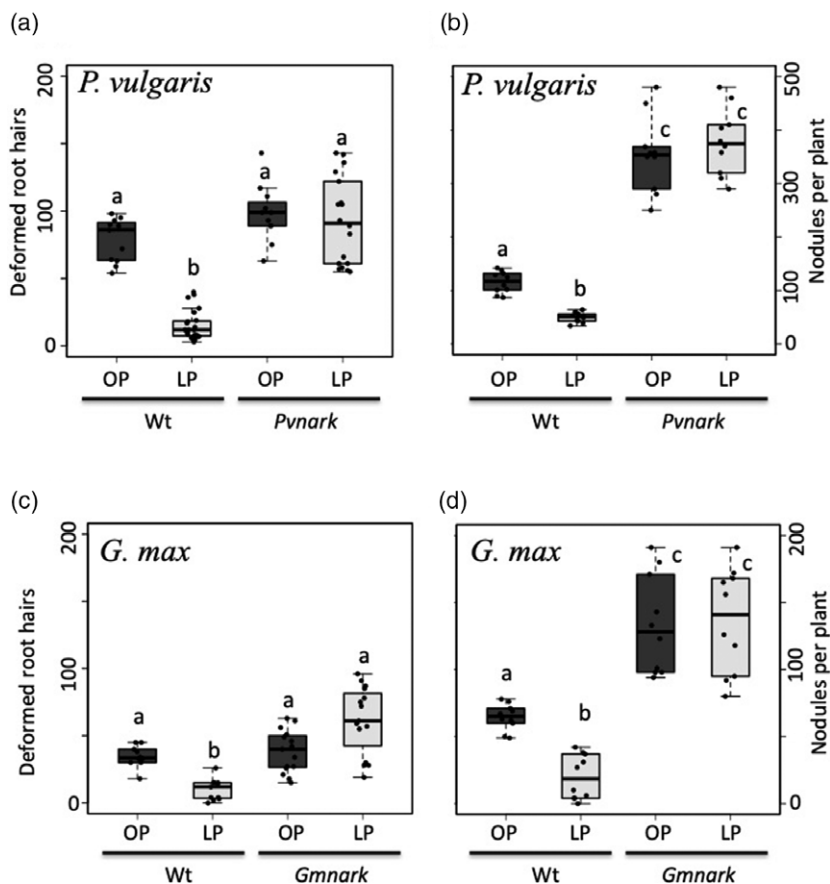 (a)
(b)
P. vulgaris
P. vulgaris
Deformed root hairs
200
100
0
a
b
a
a
OP LP OP LP
Wt Pvnark
a
b
c
c
500
300
100
0
Nodules per plant
OP LP OP LP
Wt Pvnark
(c)
(d)
G. max
G. max
Deformed root hairs
200
100
0
a
b
a
a
OP LP OP LP
Wt Gmnark
a
b
c
c
200
100
0
Nodules per plant
OP LP OP LP
Wt Gmnark